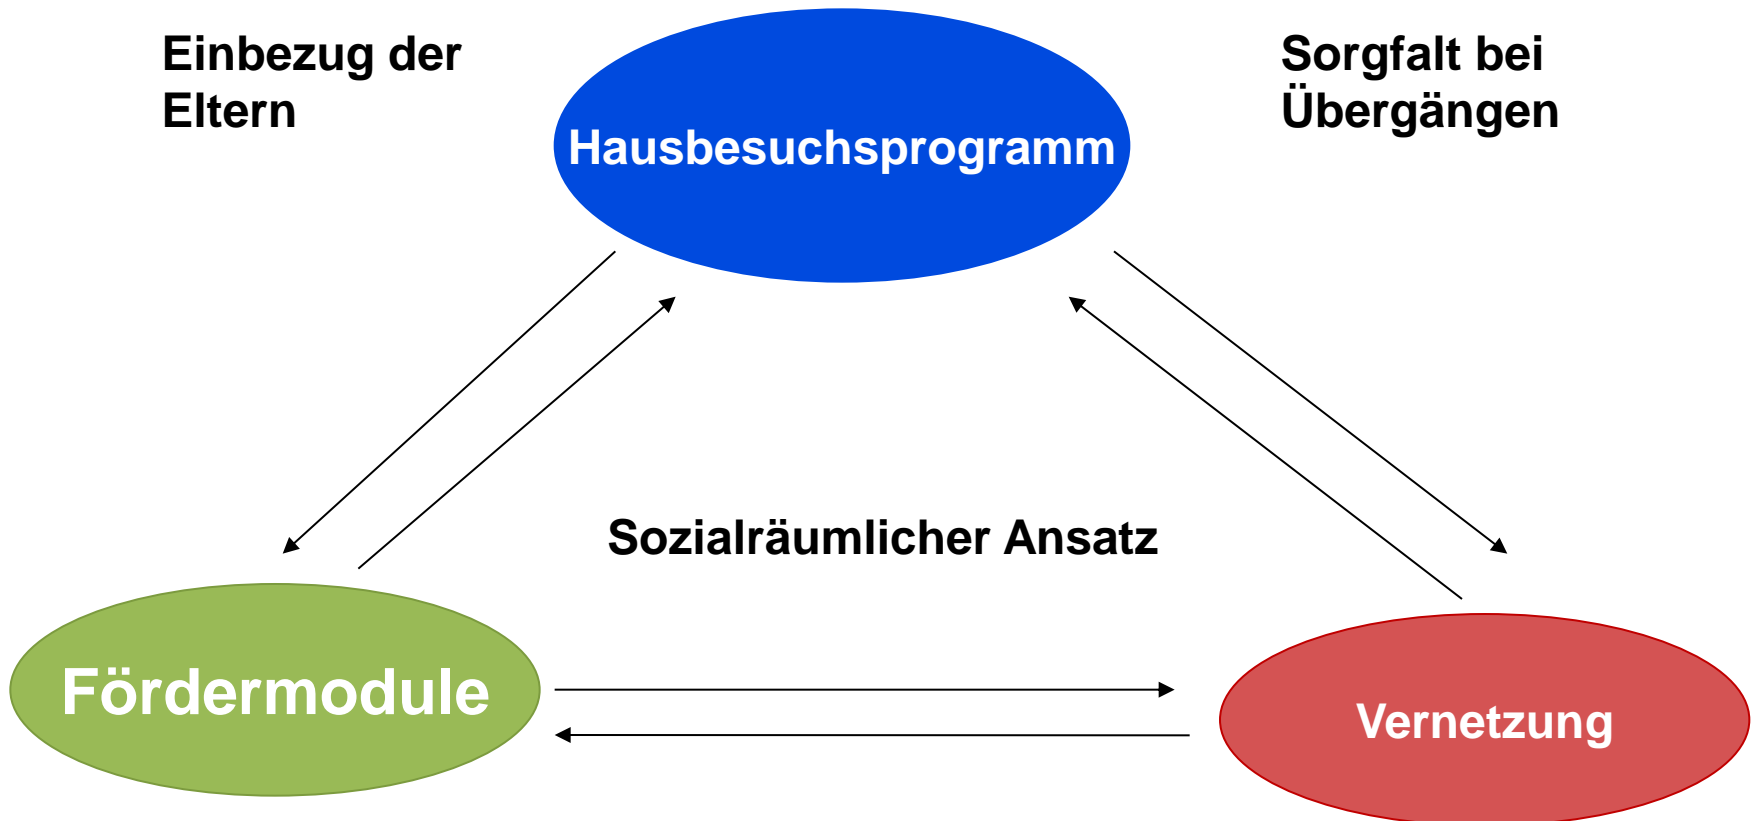 Einbezug der
Eltern
Hausbesuchsprogramm
Sorgfalt bei
Übergängen
Sozialräumlicher Ansatz
Fördermodule
Vernetzung